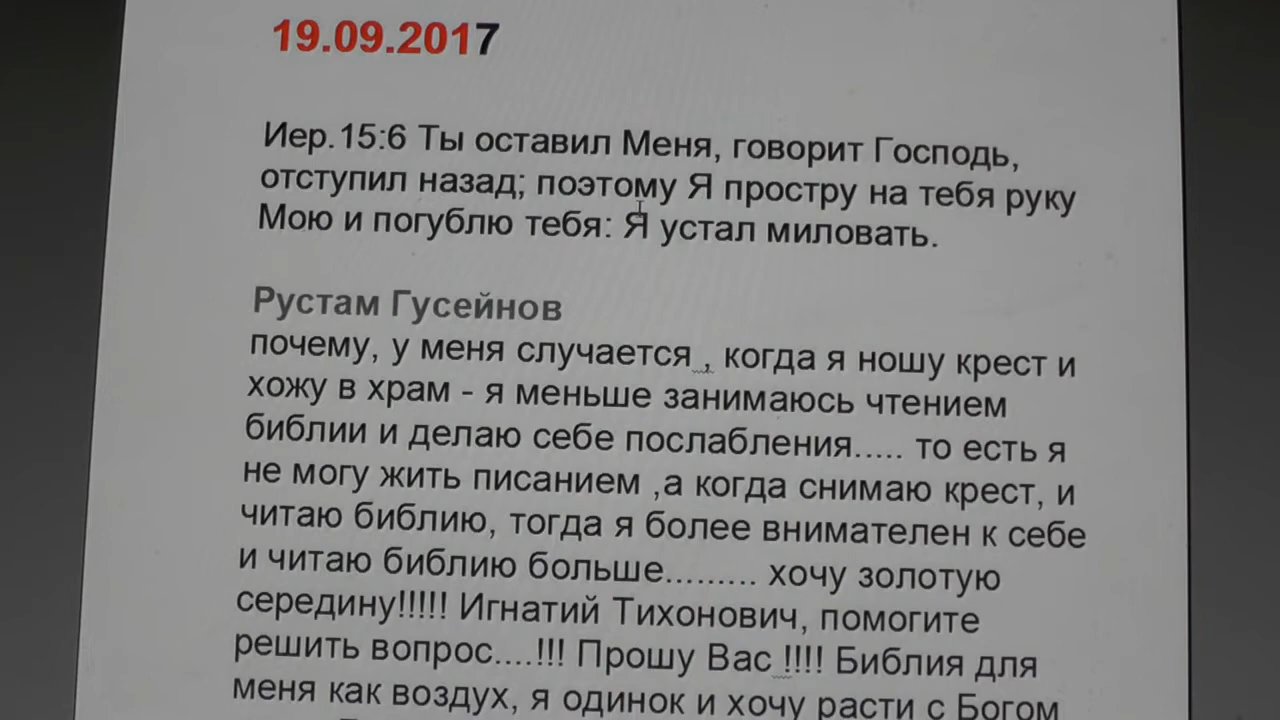 19.09.2017
Иер.15:6 Ты оставил Меня, говорит Господь,
отступил назад; поэтому Я простру на тебя руку
Мою и погублю тебя: Я устал миловать.
Рустам Гусейнов
почему, у меня случается , когда я ношу крест и
хожу в храм - я меньше занимаюсь чтением
библии и делаю себе послабления..... то есть я
не могу жить писанием ,а когда снимаю крест, и
читаю библию, тогда я более внимателен к себе
и читаю библию больше......... хочу золотую
середину!!!!! Игнатий Тихонович, помогите
решить вопрос....!!! Прошу Вас !!!! Библия для
меня как воздух, я одинок и хочу расти с Богом